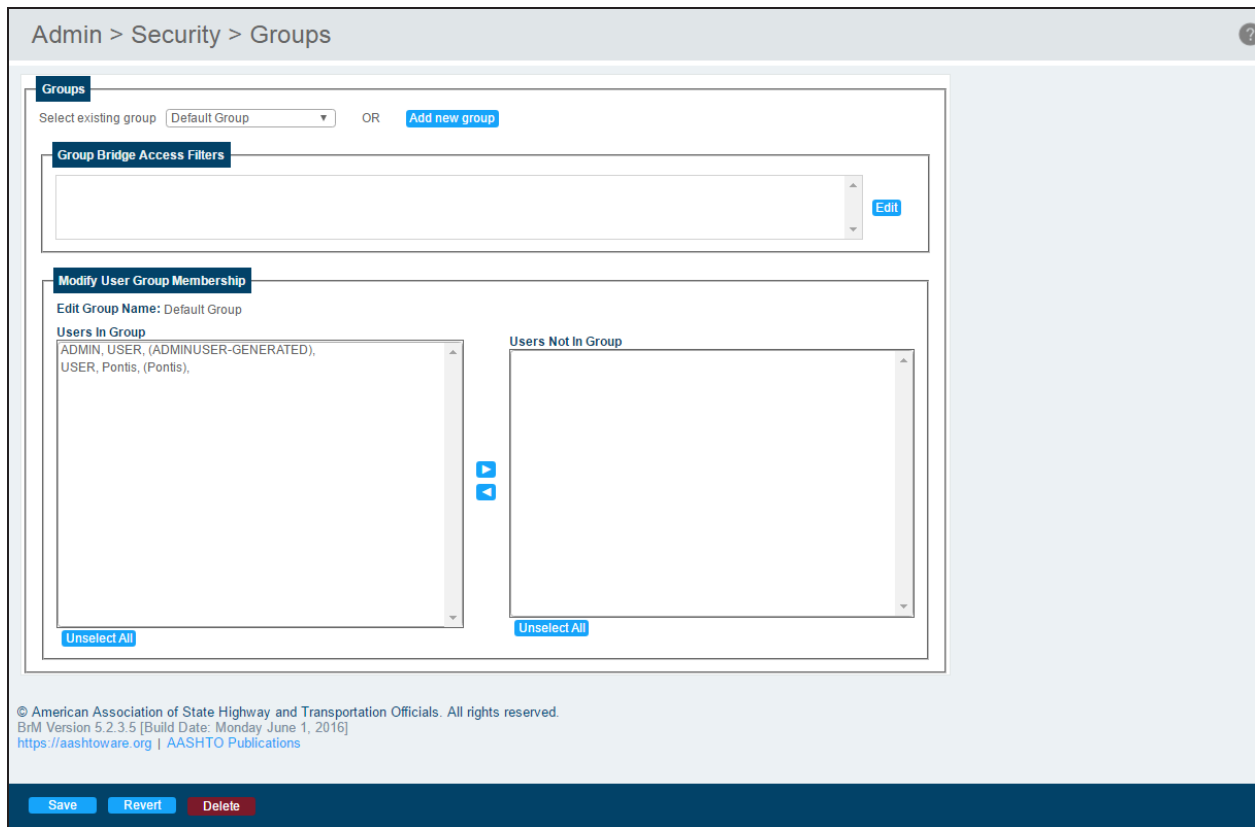 Admin > Security > Groups
?
Groups
Select existing group Default Group ▼ OR Add new group
Group Bridge Access Filters
Edit
Modify User Group Membership
Edit Group Name: Default Group
Users In Group
ADMIN, USER, (ADMINUSER-GENERATED),
USER, Pontis, (Pontis),
Unselect All
Users Not In Group
Unselect All
© American Association of State Highway and Transportation Officials. All rights reserved.
BrM Version 5.2.3.5 [Build Date: Monday June 1, 2016]
https://aashtoware.org | AASHTO Publications
Save Revert Delete